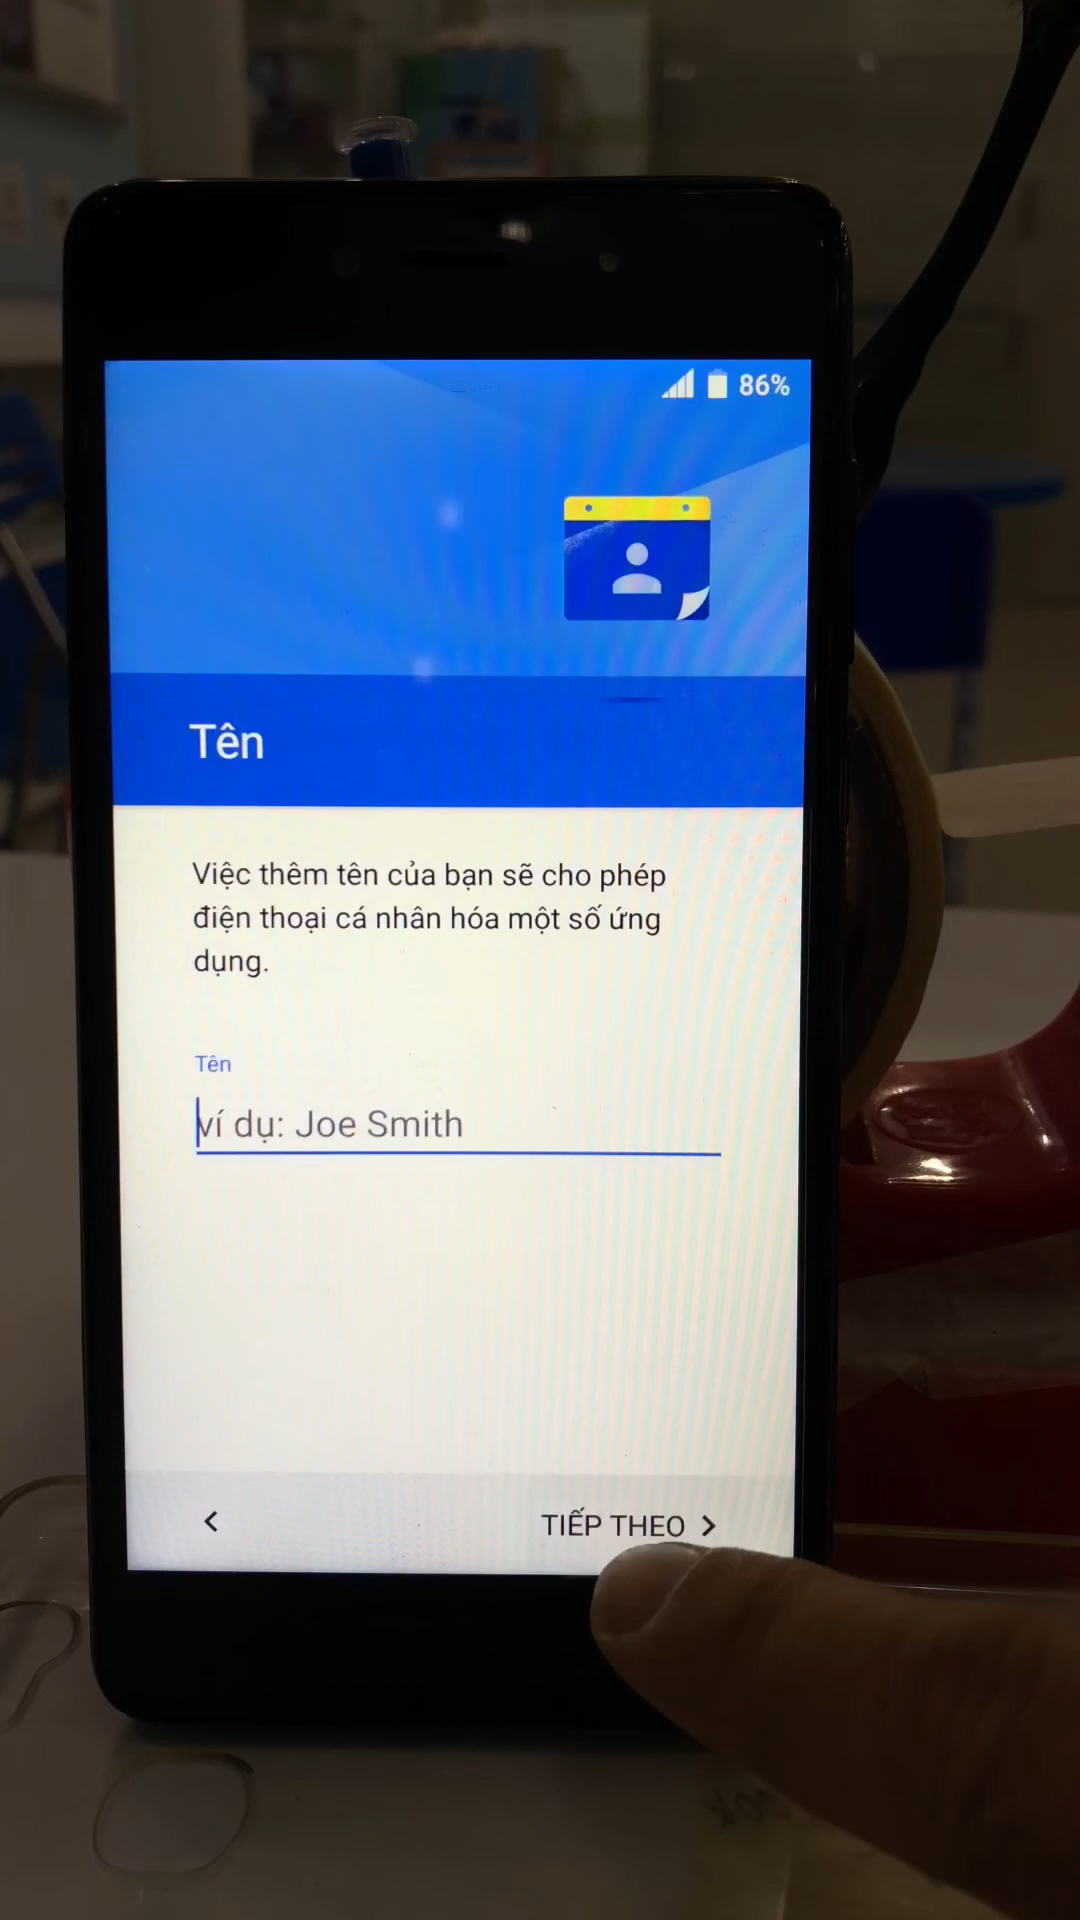 86%
Tên
Việc thêm tên của bạn sẽ cho phép
điện thoại cá nhân hóa một số ứng
dụng.
Tên
ví dụ: Joe Smith
TIẾP THEO